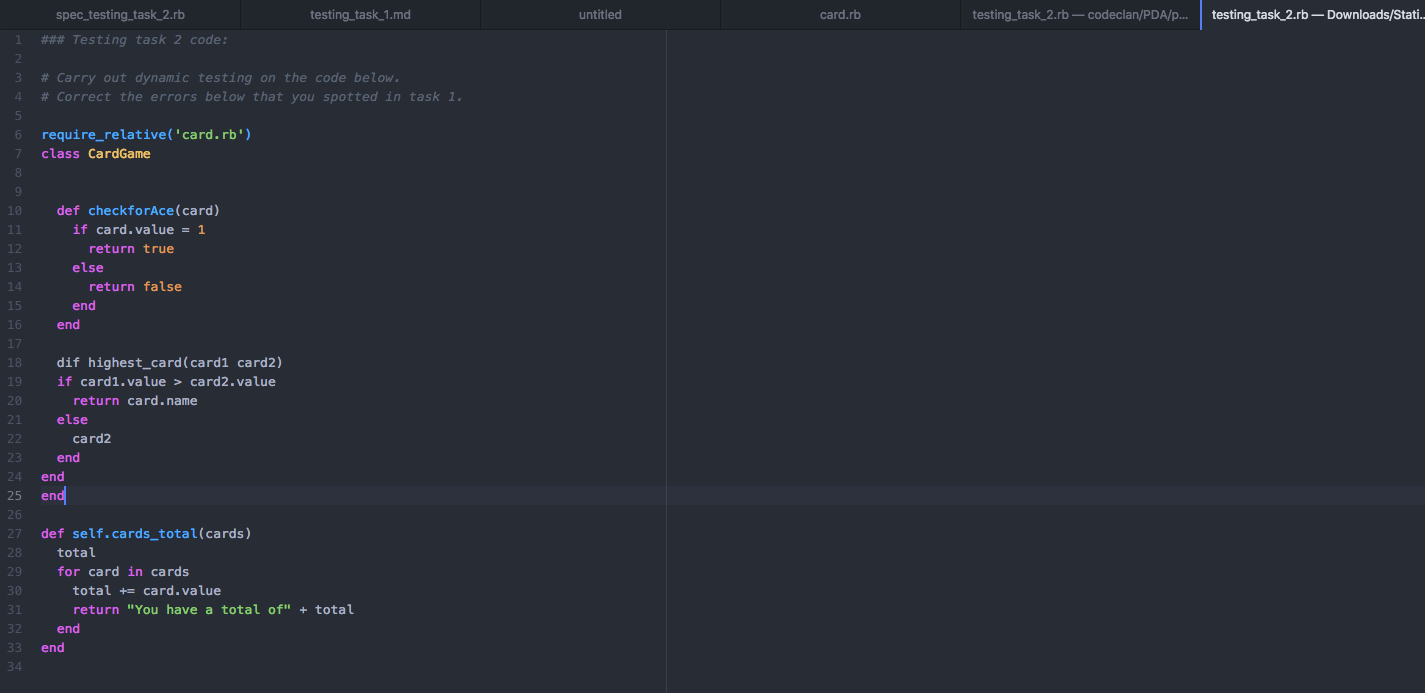 spec_testing_task_2.rb testing_task_1.md untitled card.rb testing_task_2.rb — codeclan/PDA/p... testing_task_2.rb — Downloads/Stati...
1 ### Testing task 2 code:
2
3 # Carry out dynamic testing on the code below.
4 # Correct the errors below that you spotted in task 1.
5
6 require_relative('card.rb')
7 class CardGame
8
9
10 def checkforAce(card)
11 if card.value = 1
12 return true
13 else
14 return false
15 end
16 end
17
18 dif highest_card(card1 card2)
19 if card1.value > card2.value
20 return card.name
21 else
22 card2
23 end
24 end
25 end
26
27 def self.cards_total(cards)
28 total
29 for card in cards
30 total += card.value
31 return "You have a total of" + total
32 end
33 end
34